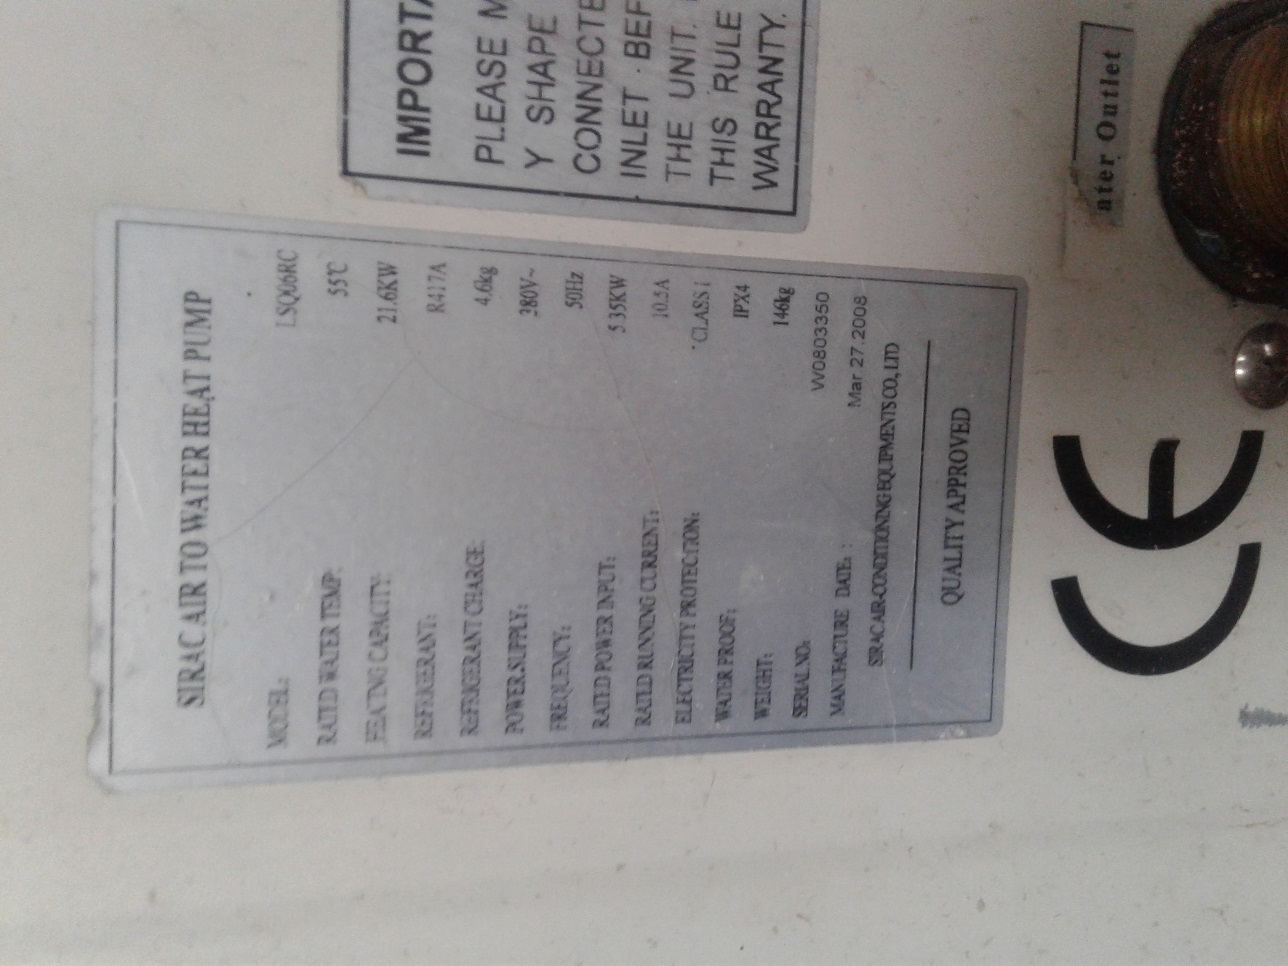 SIRAC AIR TO WATER HEAT PUMP
MODEL: LSQ06RC
RATED WATER TEMP: 55℃
HEATING CAPACITY: 21.6KW
REFRIGERANT: R417A
REFRIGERANT CHARGE: 4.6kg
POWER.SUPPLY: 380V~
FREQUENCY: 50Hz
RATED POWER INPUT: 5 35KW
RATED RUNNING CURRENT: 10.5A
ELECTRICITY PROTECTION: CLASS I
WATER PROOF: IPX4
WEIGHT: 146kg
SERIAL NO: W0803350
MANUFACTURE DATE: : Mar 27.2008
SIRAC AIR-CONDITIONING EQUIPMENTS CO., LTD
QUALITY APPROVED
IMPORTA
PLEASE M
Y SHAPE
CONNECTE
INLET BEF
THE UNIT.
THIS RULE
WARRANTY.
ater Outlet
CE